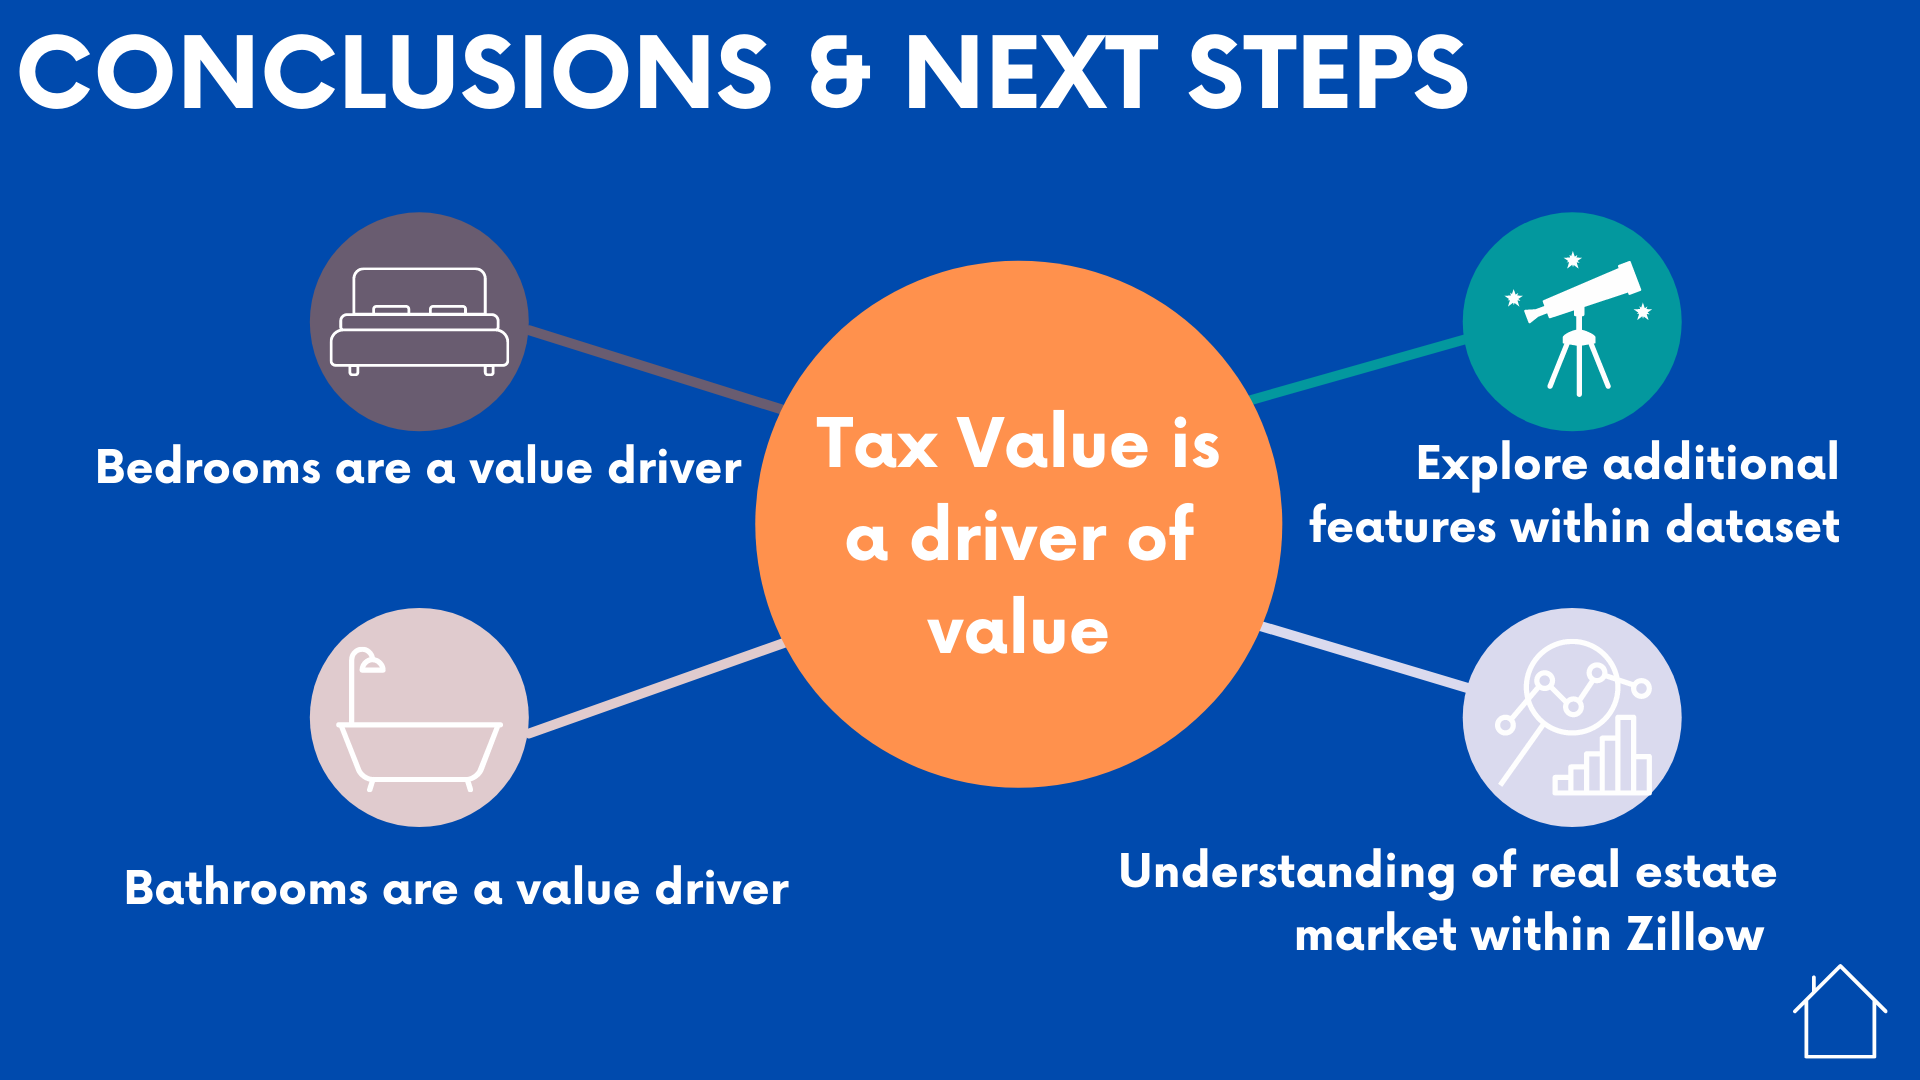 CONCLUSIONS & NEXT STEPS
Bedrooms are a value driver
Bathrooms are a value driver
Tax Value is
a driver of
value
Explore additional
features within dataset
Understanding of real estate
market within Zillow